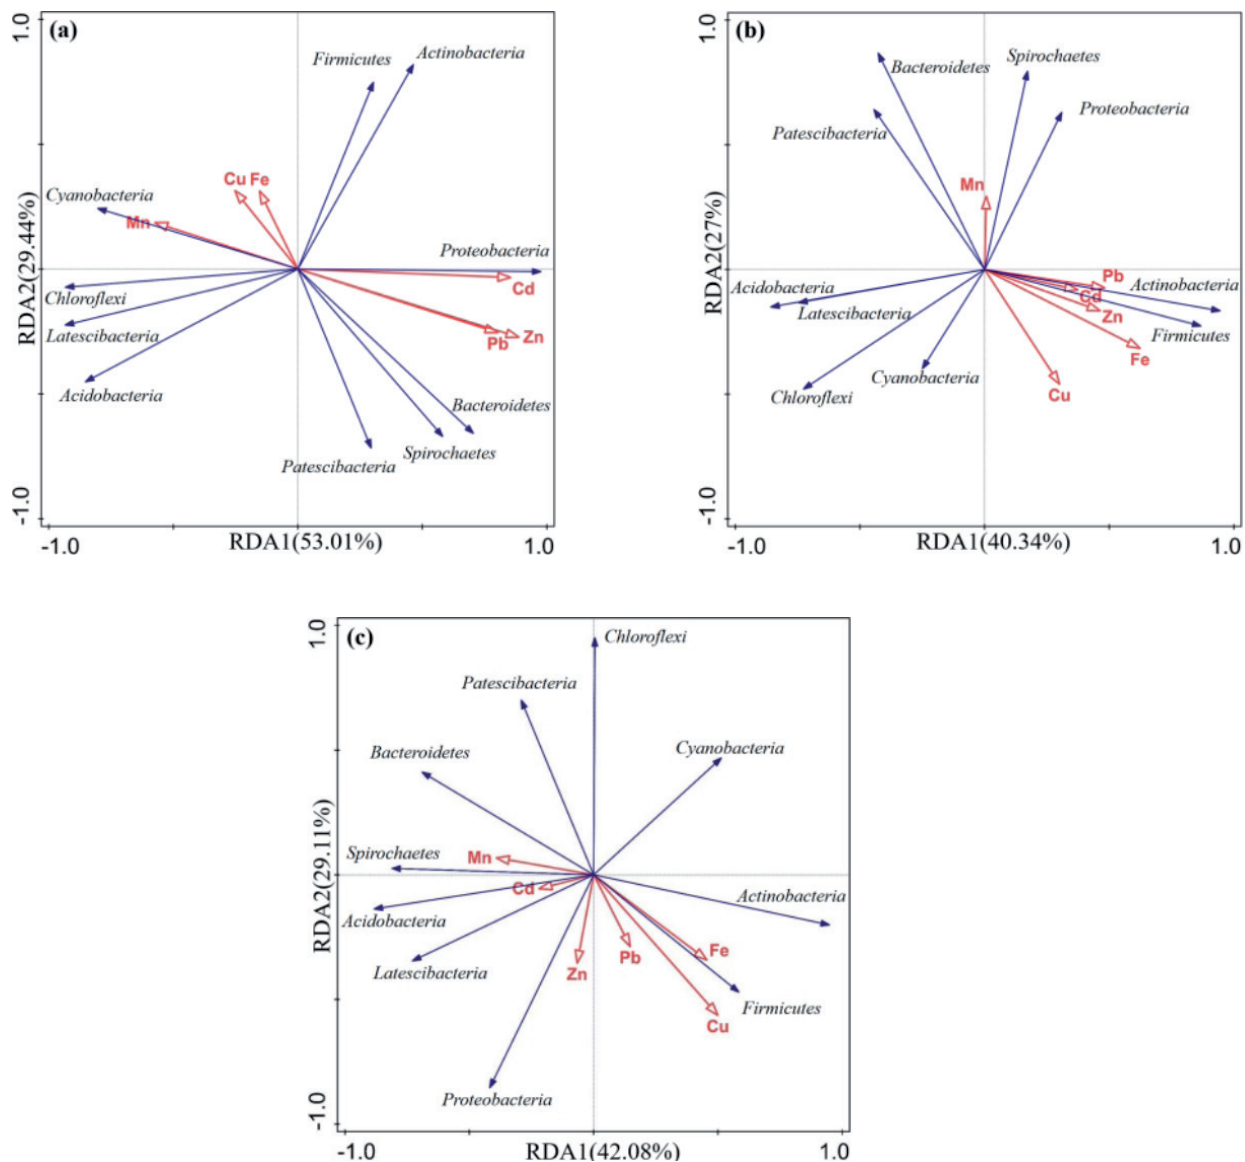 (a)
1.0
Firmicutes
Actinobacteria
Cu Fe
Cyanobacteria
Mn
Proteobacteria
Cd
Chloroflexi
Latescibacteria
Pb
Zn
Acidobacteria
Bacteroidetes
Spirochaetes
Patescibacteria
RDA2(29.44%)
-1.0
-1.0
RDA1(53.01%)
1.0
(b)
1.0
Bacteroidetes
Spirochaetes
Patescibacteria
Proteobacteria
Mn
Pb
Acidobacteria
Cd
Actinobacteria
Latescibacteria
Zn
Firmicutes
Fe
Cyanobacteria
Chloroflexi
Cu
RDA2(27%)
-1.0
-1.0
RDA1(40.34%)
1.0
(c)
1.0
Chloroflexi
Patescibacteria
Bacteroidetes
Cyanobacteria
Spirochaetes
Mn
Cd
Actinobacteria
Acidobacteria
Latescibacteria
Zn
Pb
Fe
Firmicutes
Cu
Proteobacteria
RDA2(29.11%)
-1.0
-1.0
RDA1(42.08%)
1.0